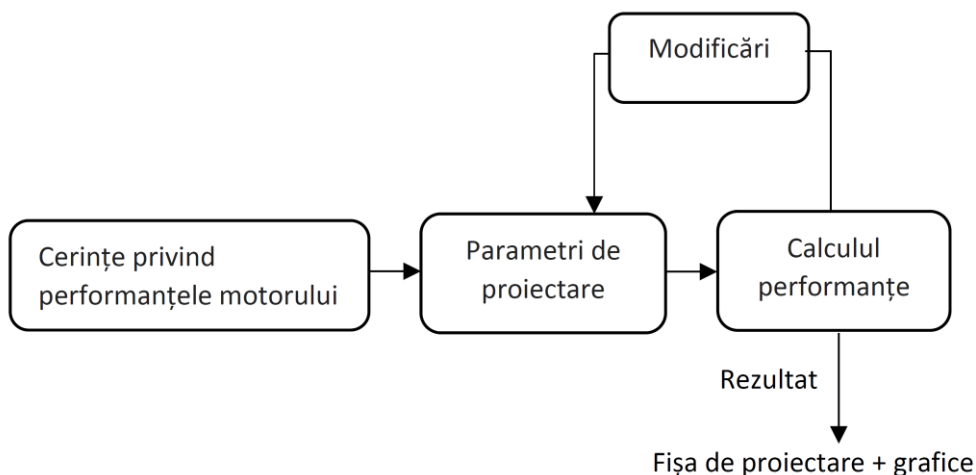 Modificări
Cerințe privind
performanțele motorului
Parametri de
proiectare
Calculul
performanțe
Rezultat
Fișa de proiectare + grafice